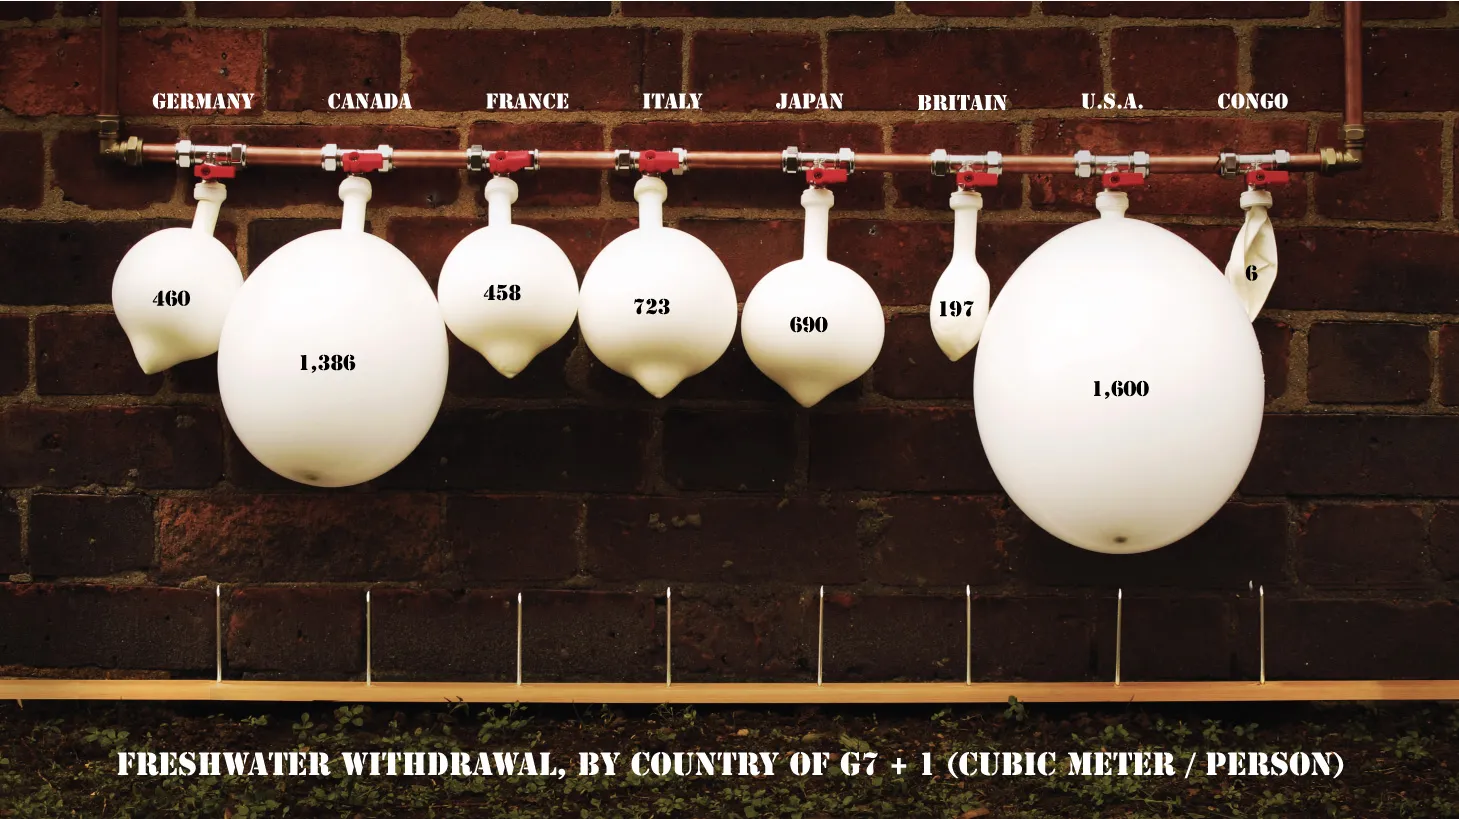 GERMANY CANADA FRANCE ITALY JAPAN BRITAIN U.S.A. CONGO
460 1,386 458 723 690 197 1,600 6
FRESHWATER WITHDRAWAL, BY COUNTRY OF G7 + 1 (CUBIC METER / PERSON)